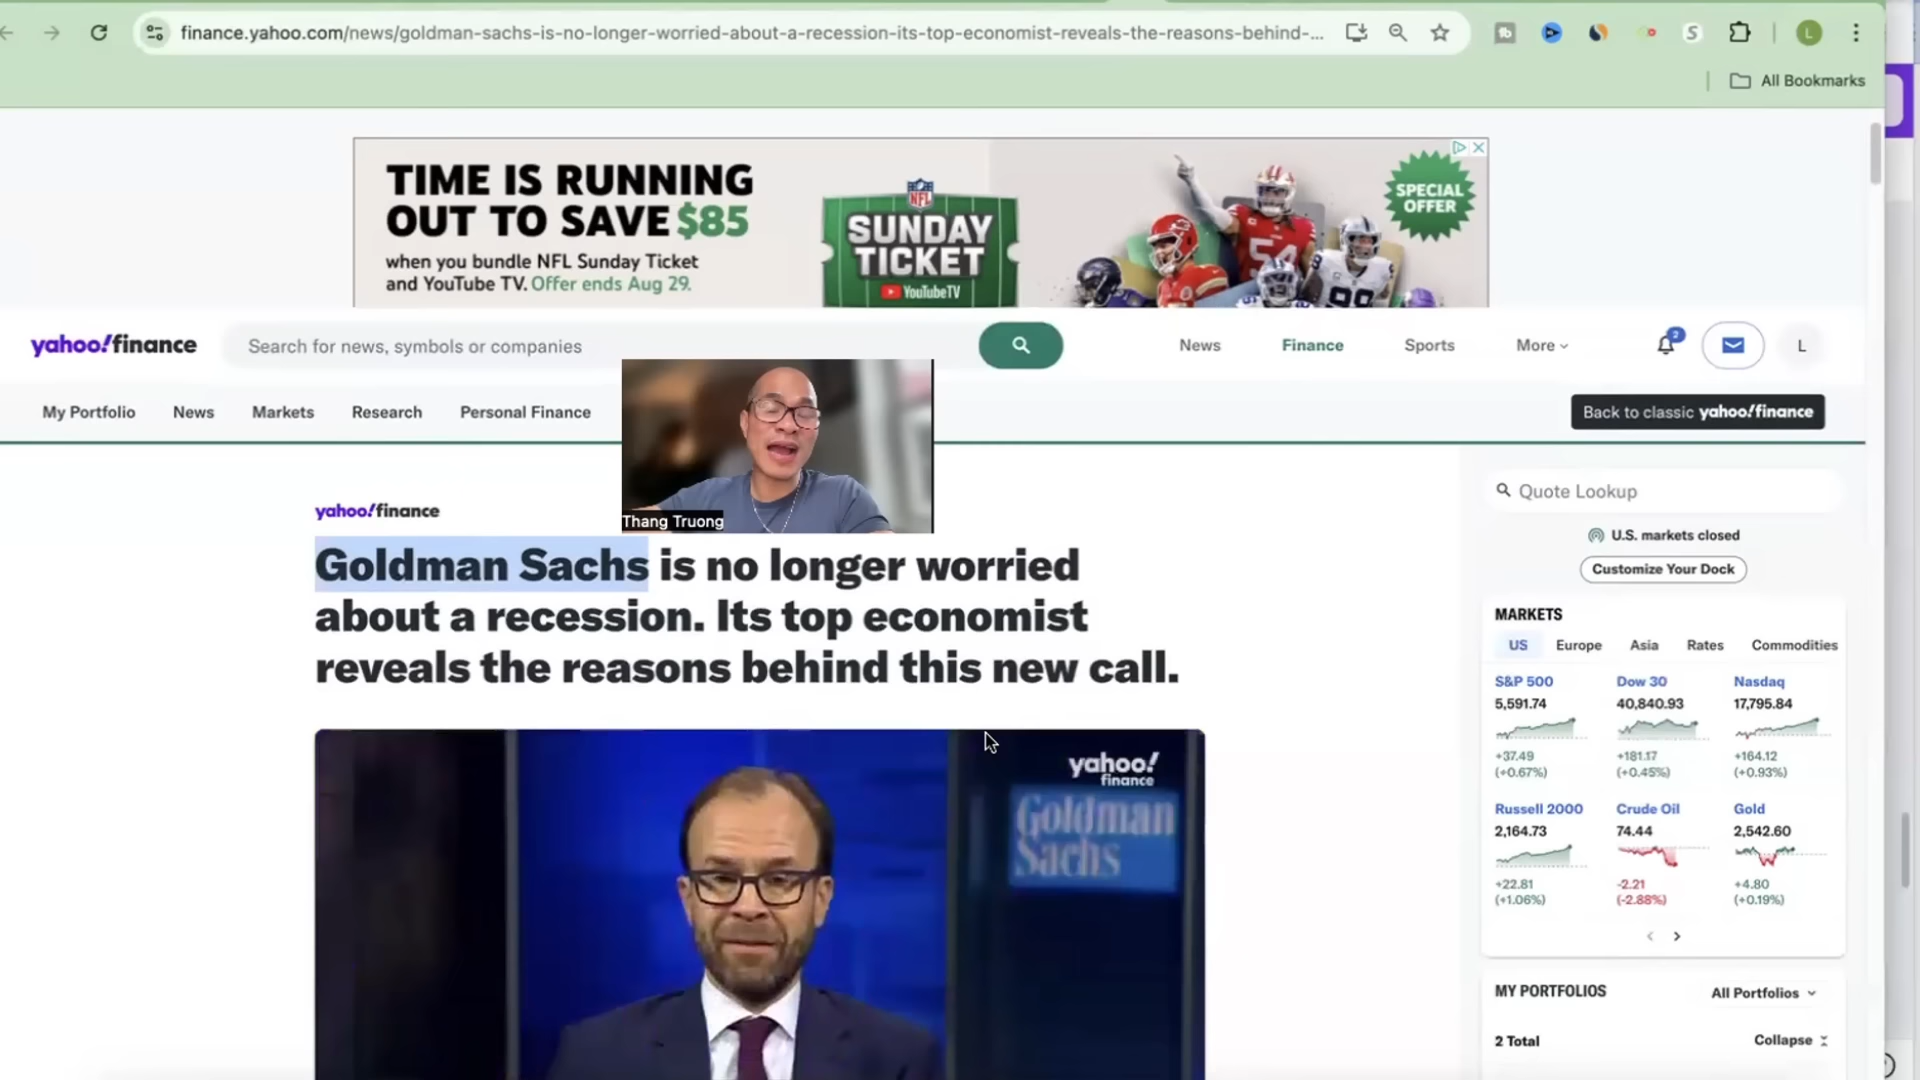 finance.yahoo.com/news/goldman-sachs-is-no-longer-worried-about-a-recession-its-top-economist-reveals-the-reasons-behind-...
L
All Bookmarks
TIME IS RUNNING
OUT TO SAVE $85
when you bundle NFL Sunday Ticket
and YouTube TV. Offer ends Aug 29.
NFL
SUNDAY
TICKET
YouTubeTV
54
99
SPECIAL
OFFER
yahoo!finance
Search for news, symbols or companies
News
Finance
Sports
More
2
L
My Portfolio
News
Markets
Research
Personal Finance
Back to classic yahoo!finance
Thang Truong
yahoo!finance
Goldman Sachs is no longer worried
about a recession. Its top economist
reveals the reasons behind this new call.
yahoo!
finance
Goldman
Sachs
Quote Lookup
U.S. markets closed
Customize Your Dock
MARKETS
US Europe Asia Rates Commodities
S&P 500 Dow 30 Nasdaq
5,591.74 40,840.93 17,795.84
+37.49 +181.17 +164.12
(+0.67%) (+0.45%) (+0.93%)
Russell 2000 Crude Oil Gold
2,164.73 74.44 2,542.60
+22.81 -2.21 +4.80
(+1.06%) (-2.88%) (+0.19%)
MY PORTFOLIOS All Portfolios
2 Total Collapse